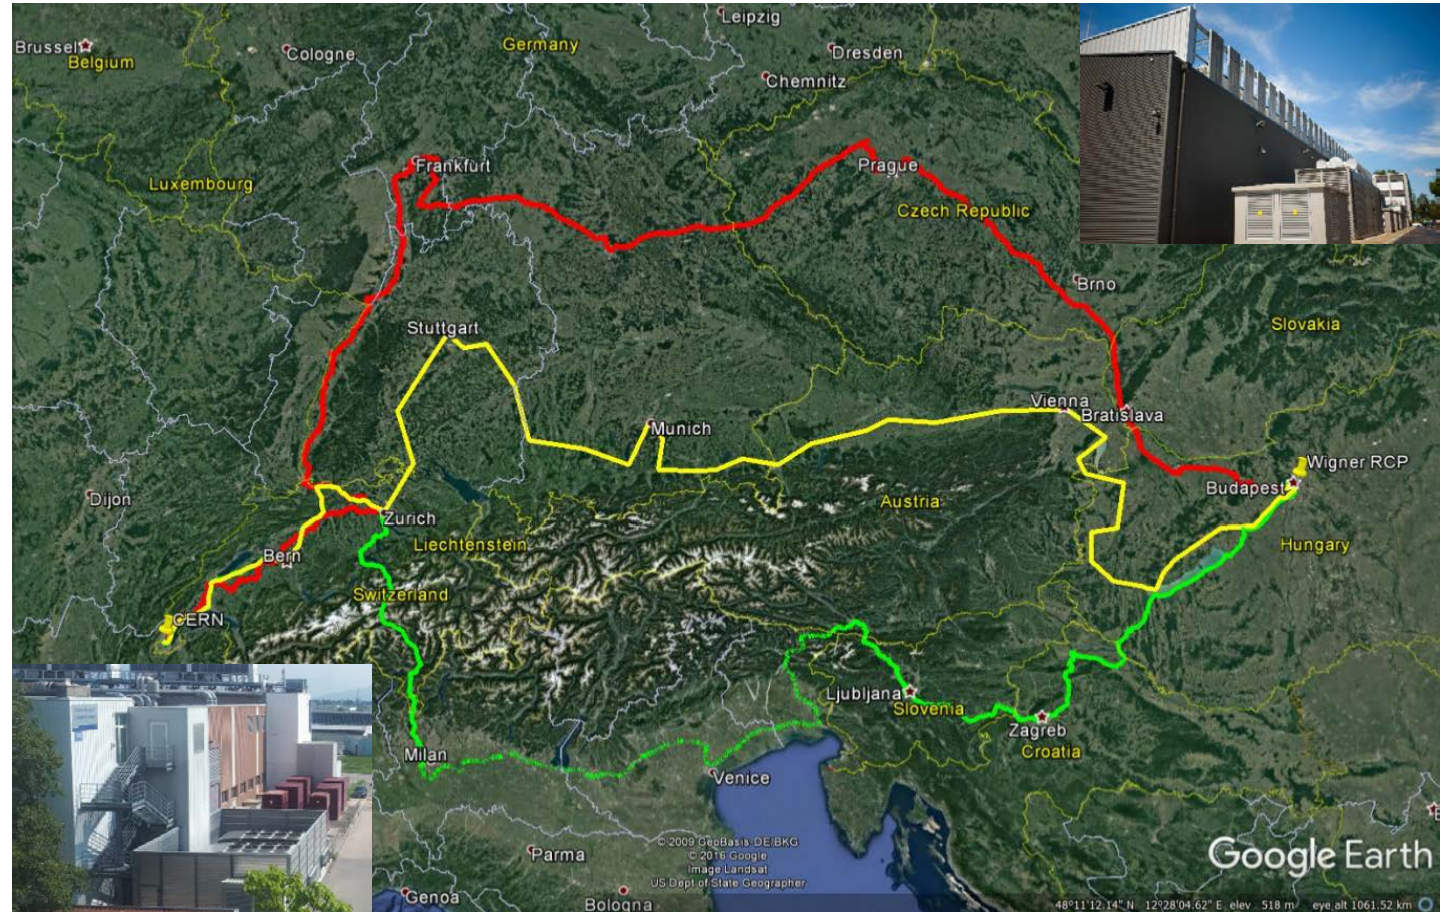 Leipzig
Brussel
Belgium
Cologne
Germany
Dresden
Chemnitz
Luxembourg
Frankfurt
Prague
Czech Republic
Brno
Slovakia
Stuttgart
Munich
Vienna
Bratislava
Wigner RCP
Budapest
Dijon
Zurich
Austria
Hungary
Bern
Liechtenstein
Switzerland
CERN
Ljubljana
Slovenia
Zagreb
Croatia
Milan
Venice
Parma
Genoa
Bologna
© 2009 GeoBasis-DE/BKG
© 2016 Google
Image Landsat
US Dept of State Geographer
Google Earth
48°11'12.14" N 12°28'04.62" E elev 518 m eye alt 1061.52 km